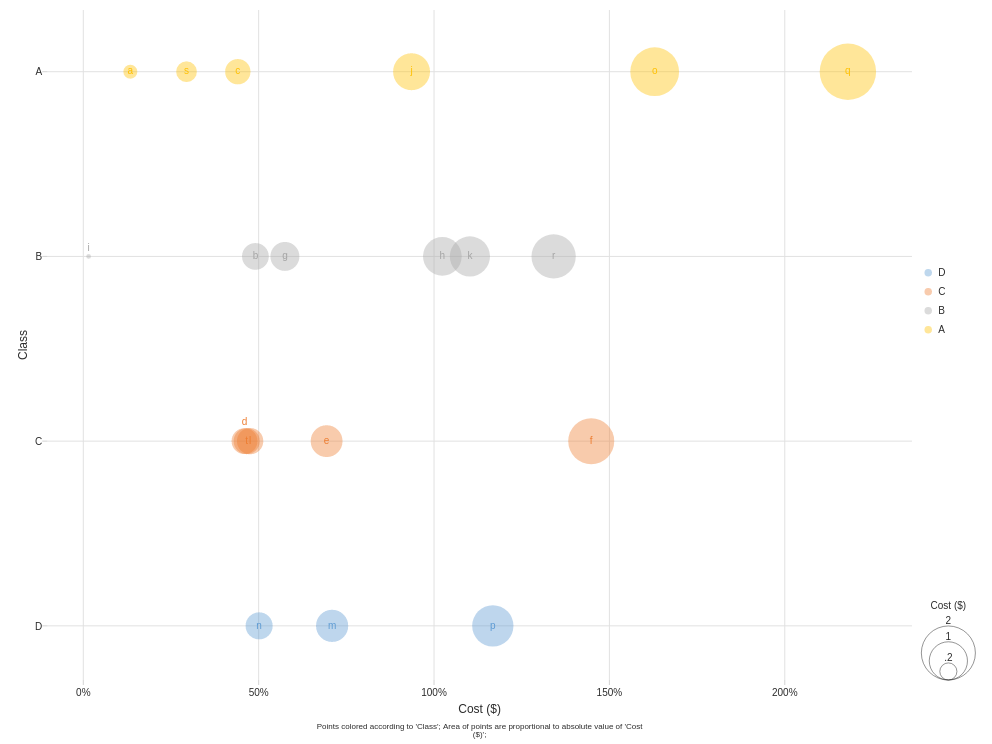 A
a
s
c
j
o
q
i
B
b
g
h
k
r
D
C
B
A
Class
d
C
e
f
D
n
m
p
Cost ($)
2
1
.2
0%
50%
100%
150%
200%
Cost ($)
Points colored according to 'Class'; Area of points are proportional to absolute value of 'Cost
($)';